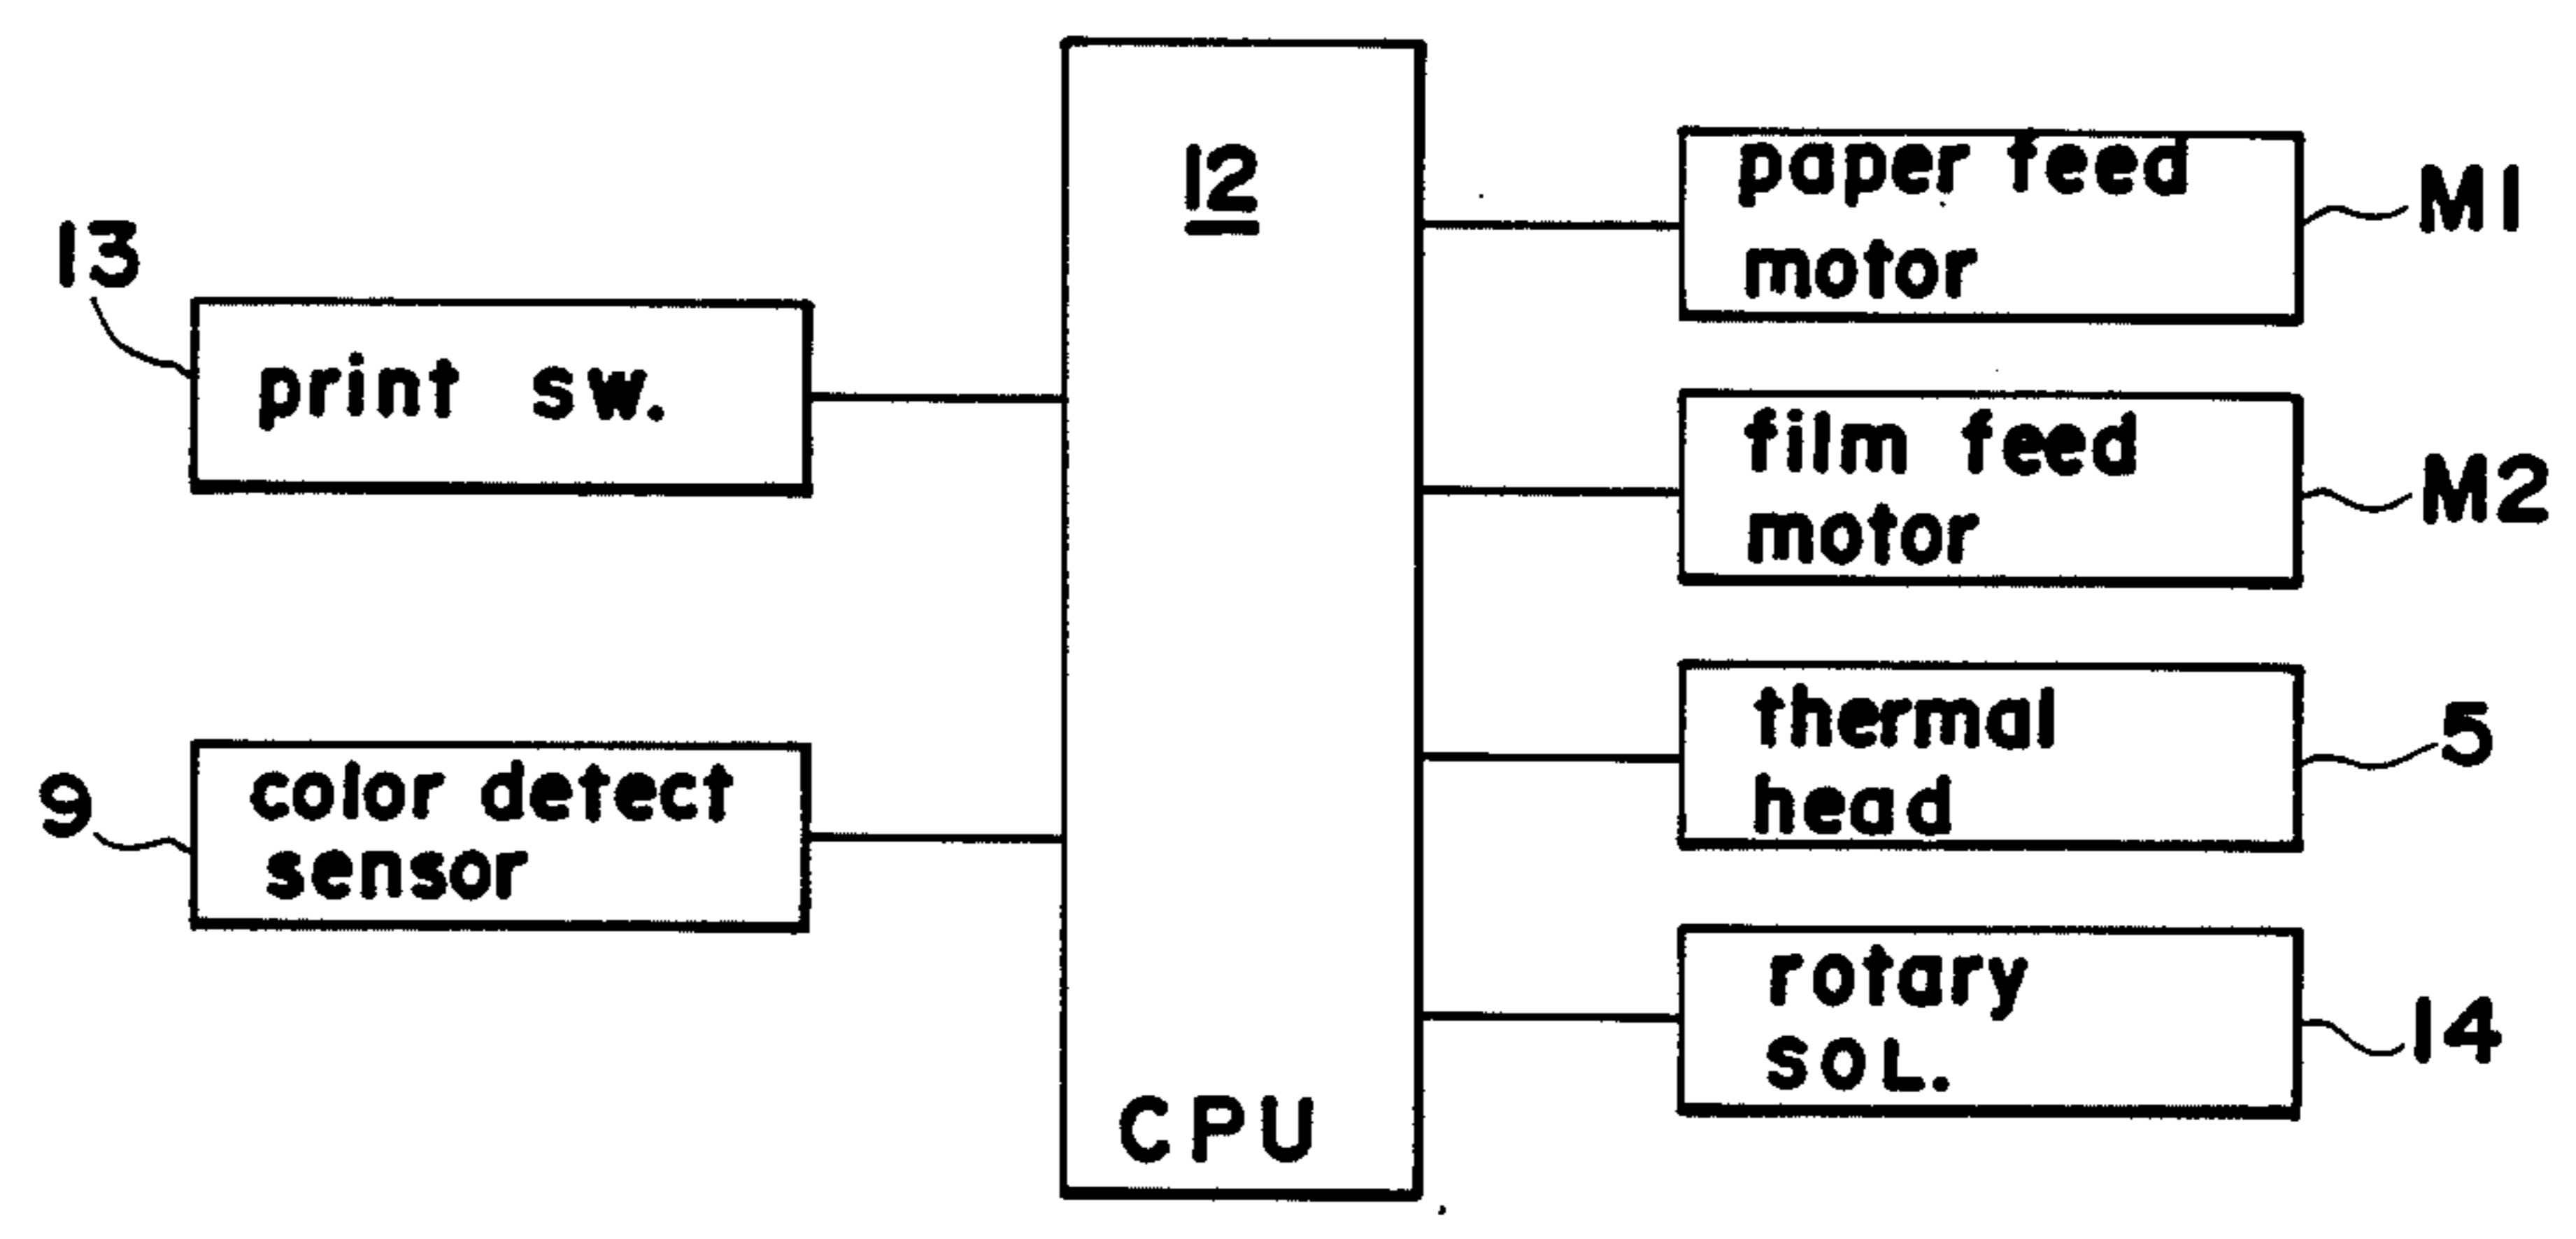 12
CPU
13
print sw.
9
color detect
sensor
paper feed
motor
M1
film feed
motor
M2
thermal
head
5
rotary
SOL.
14